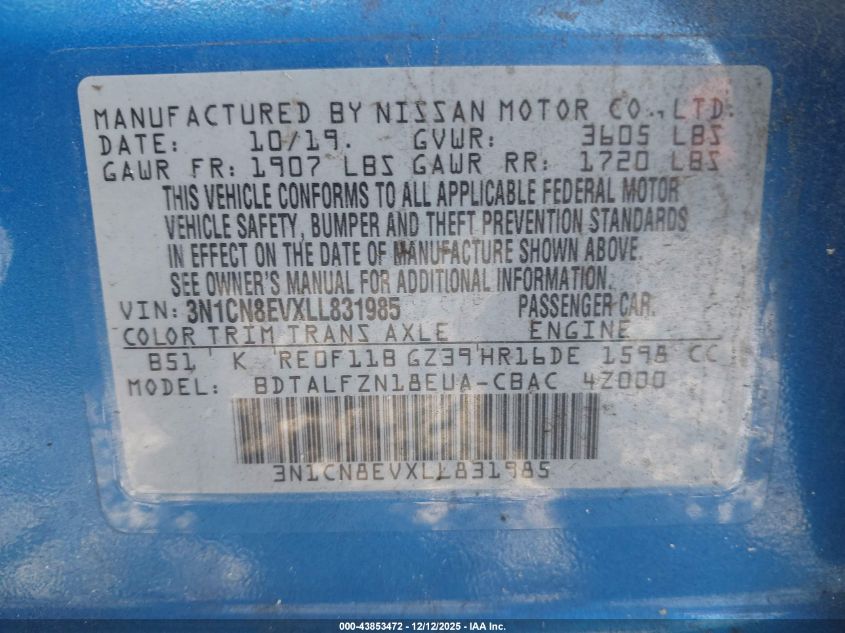 MANUFACTURED BY NISSAN MOTOR CO., LTD.
DATE: 10/19. GVWR: 3605 LBS
GAWR FR: 1907 LBS GAWR RR: 1720 LBS
THIS VEHICLE CONFORMS TO ALL APPLICABLE FEDERAL MOTOR
VEHICLE SAFETY, BUMPER AND THEFT PREVENTION STANDARDS
IN EFFECT ON THE DATE OF MANUFACTURE SHOWN ABOVE.
SEE OWNER'S MANUAL FOR ADDITIONAL INFORMATION.
VIN: 3N1CN8EVXLL831985 PASSENGER CAR.
COLOR TRIM TRANS AXLE ENGINE
B51 K RE0F11B GZ39 HR16DE 1598 CC
MODEL: BDTALFZN18EUA-CBAC 4Z000
3N1CN8EVXLL831985
000-43853472 - 12/12/2025 - IAA Inc.